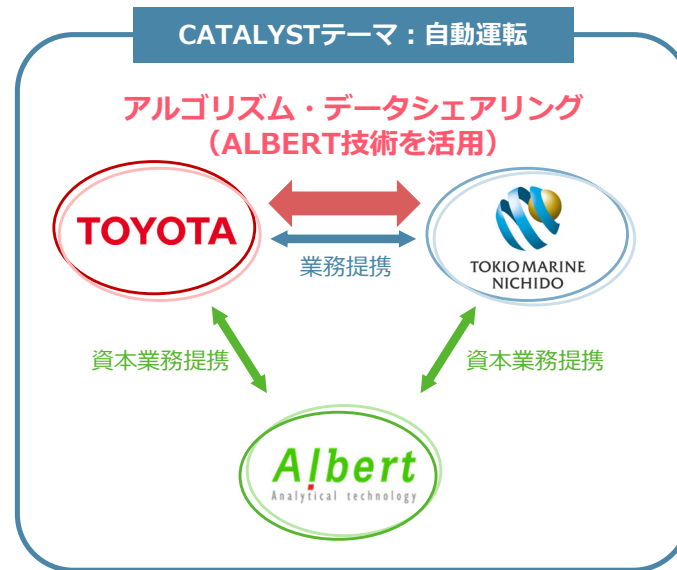 CATALYSTテーマ：自動運転
アルゴリズム・データシェアリング
（ALBERT技術を活用）
TOYOTA
TOKIO MARINE
NICHIDO
業務提携
資本業務提携
資本業務提携
Albert
Analytical technology